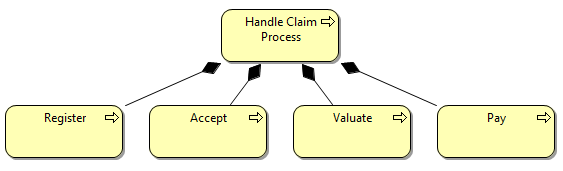 Handle Claim
Process
Register
Accept
Valuate
Pay